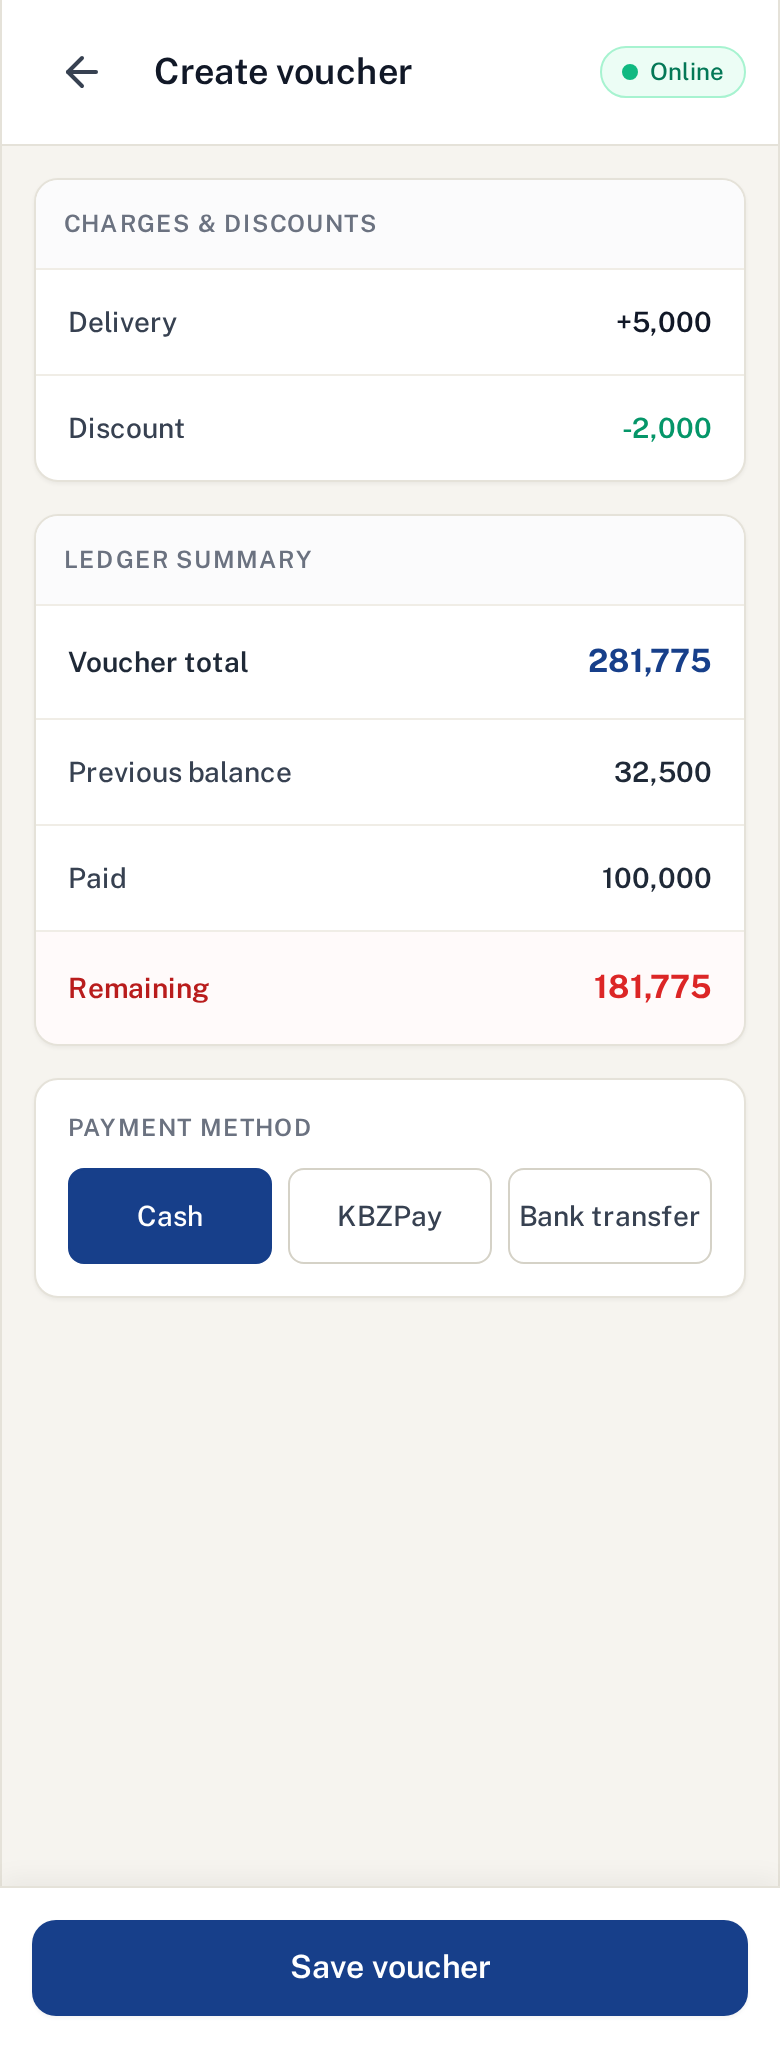 Create voucher
Online
CHARGES & DISCOUNTS
Delivery +5,000
Discount -2,000
LEDGER SUMMARY
Voucher total 281,775
Previous balance 32,500
Paid 100,000
Remaining 181,775
PAYMENT METHOD
Cash KBZPay Bank transfer
Save voucher